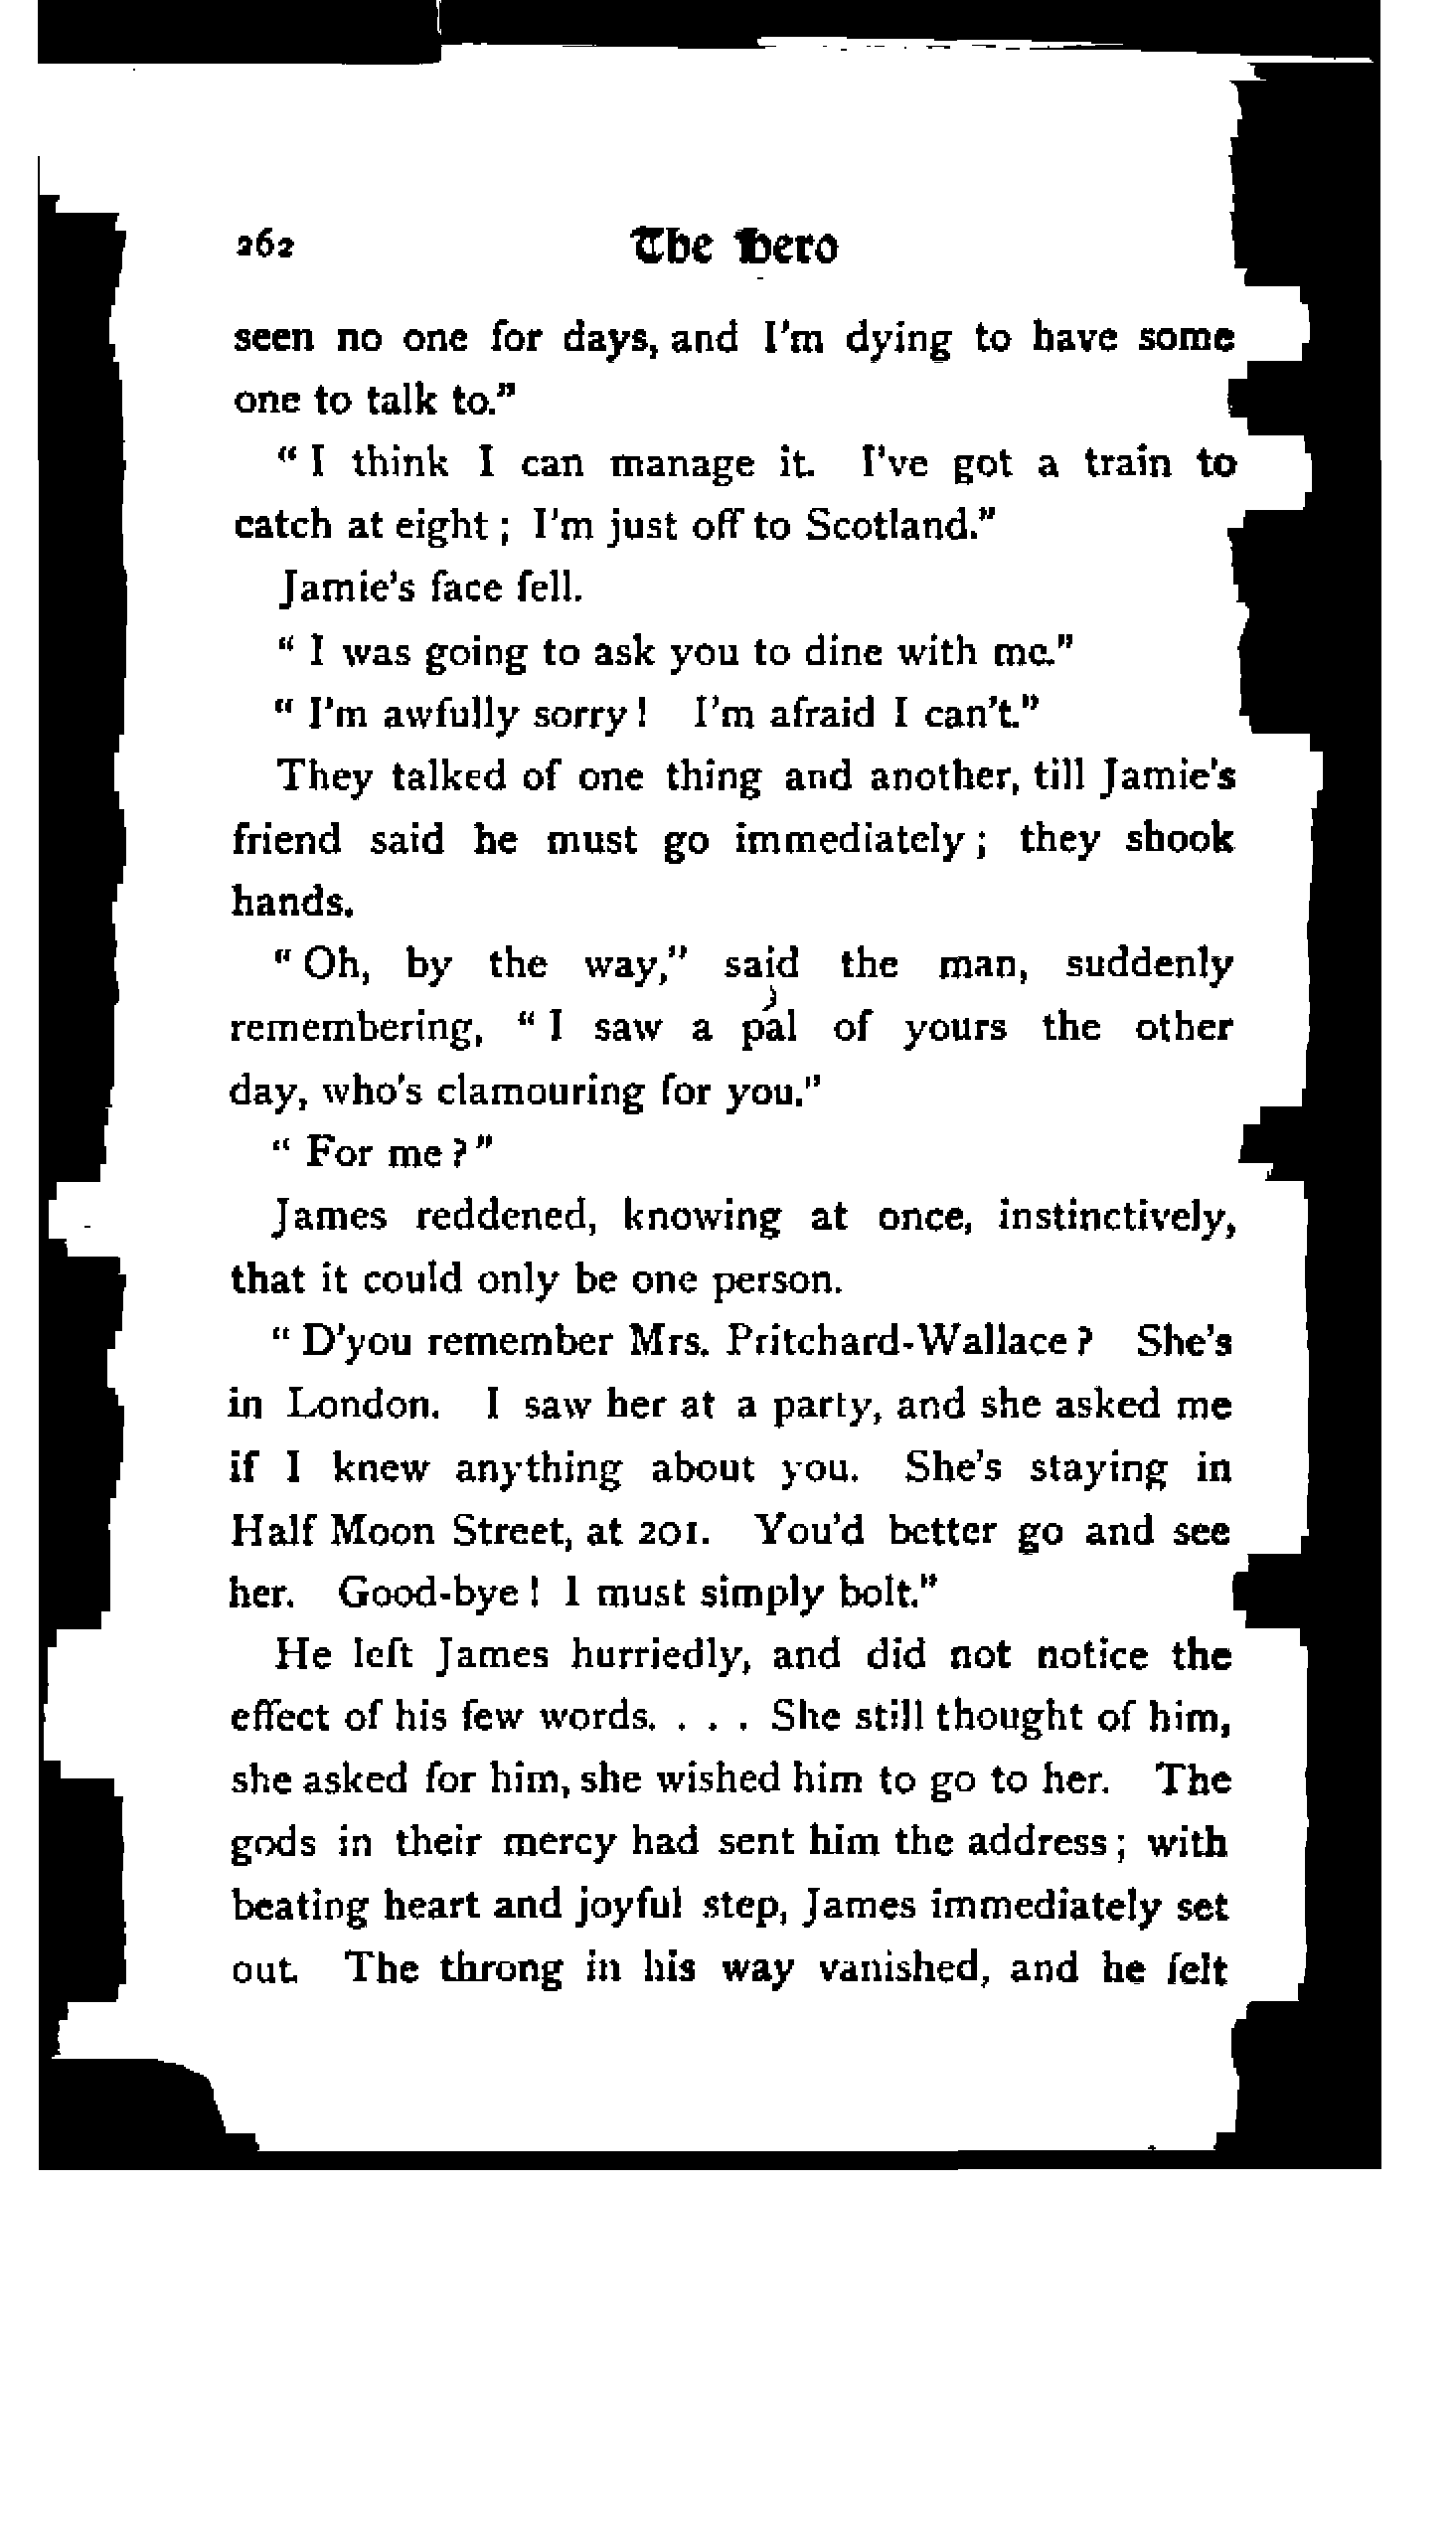 262 The Hero
seen no one for days, and I'm dying to have some
one to talk to."
"I think I can manage it. I've got a train to
catch at eight; I'm just off to Scotland."
Jamie's face fell.
"I was going to ask you to dine with me."
"I'm awfully sorry! I'm afraid I can't."
They talked of one thing and another, till Jamie's
friend said he must go immediately; they shook
hands.
"Oh, by the way," said the man, suddenly
remembering, "I saw a pal of yours the other
day, who's clamouring for you."
"For me?"
James reddened, knowing at once, instinctively,
that it could only be one person.
"D'you remember Mrs. Pritchard-Wallace? She's
in London. I saw her at a party, and she asked me
if I knew anything about you. She's staying in
Half Moon Street, at 201. You'd better go and see
her. Good-bye! I must simply bolt."
He left James hurriedly, and did not notice the
effect of his few words. . . . She still thought of him,
she asked for him, she wished him to go to her. The
gods in their mercy had sent him the address; with
beating heart and joyful step, James immediately set
out. The throng in his way vanished, and he felt